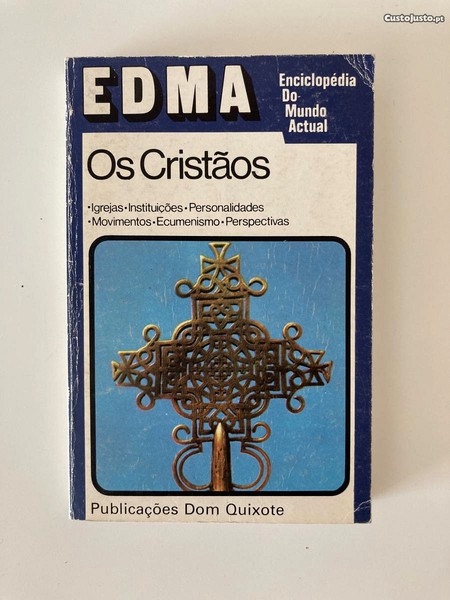 CustoJusto.pt
EDMA
Enciclopédia
Do
Mundo
Actual
Os Cristãos
•Igrejas•Instituições•Personalidades
•Movimentos•Ecumenismo•Perspectivas
Publicações Dom Quixote